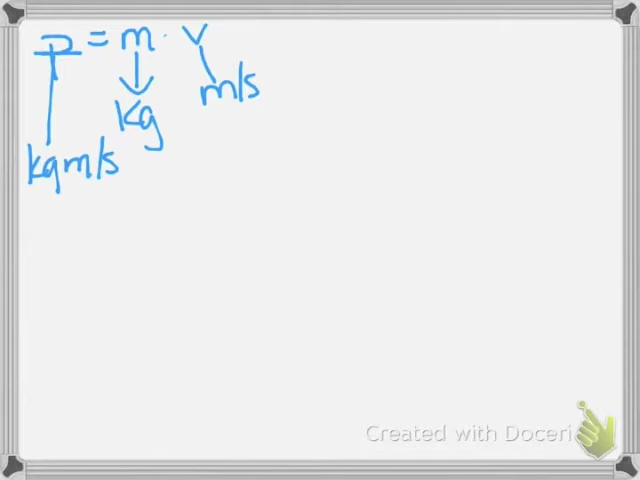 p = m · v
m/s
kg
kgm/s
Created with Doceri